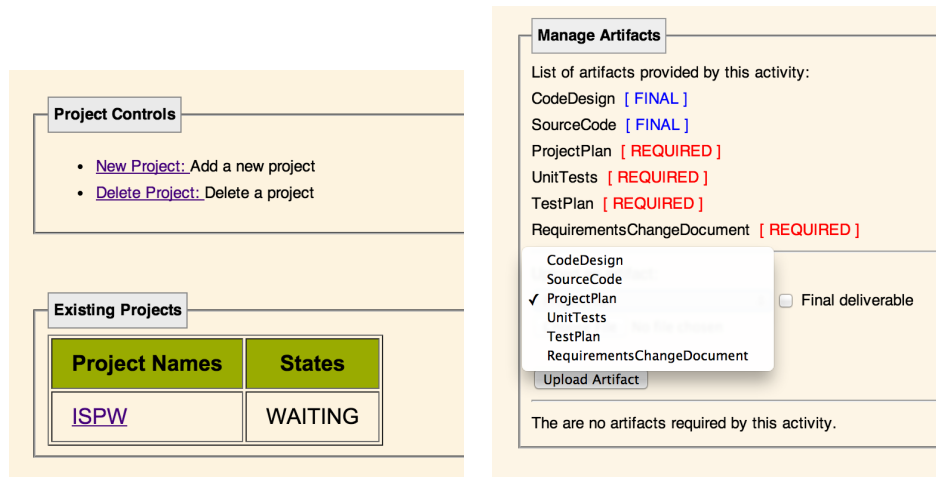 Project Controls
New Project: Add a new project
Delete Project: Delete a project
Existing Projects
Project Names States
ISPW WAITING
Manage Artifacts
List of artifacts provided by this activity:
CodeDesign [ FINAL ]
SourceCode [ FINAL ]
ProjectPlan [ REQUIRED ]
UnitTests [ REQUIRED ]
TestPlan [ REQUIRED ]
RequirementsChangeDocument [ REQUIRED ]
CodeDesign
SourceCode
✓ ProjectPlan Final deliverable
UnitTests
TestPlan
RequirementsChangeDocument
Upload Artifact
The are no artifacts required by this activity.